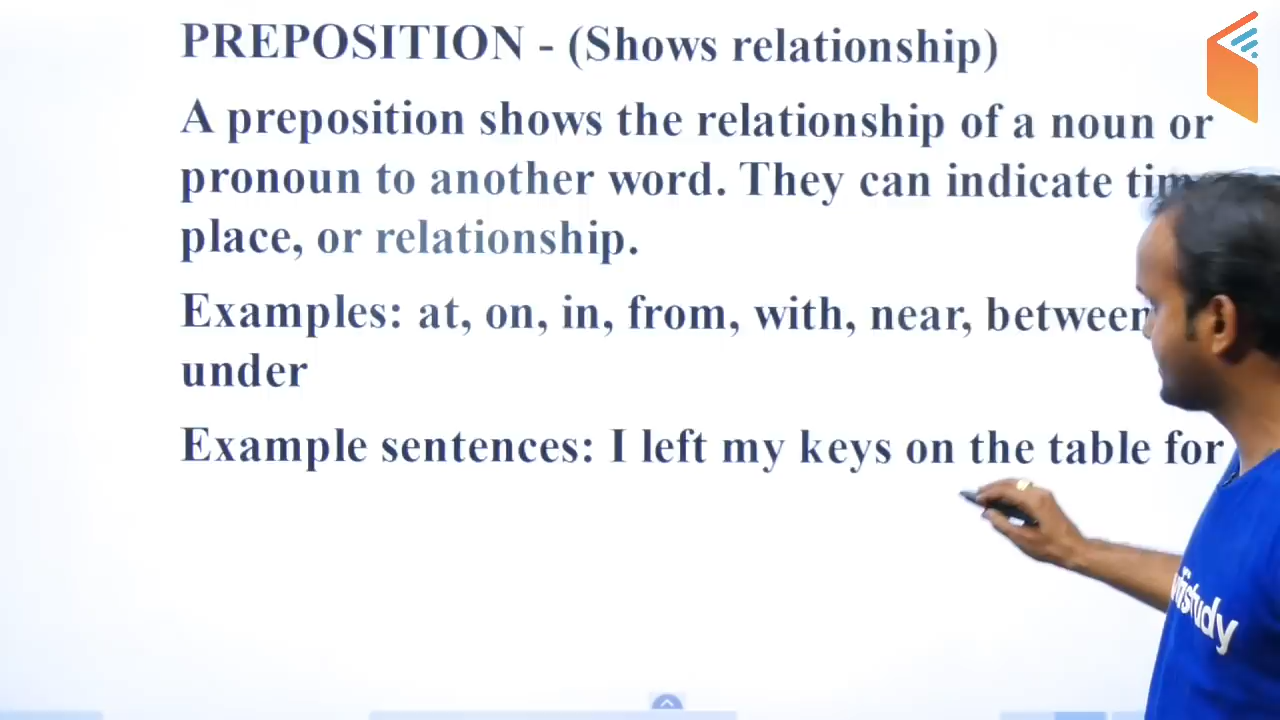 PREPOSITION - (Shows relationship)
A preposition shows the relationship of a noun or
pronoun to another word. They can indicate
place, or relationship.
Examples: at, on, in, from, with, near, between
under
Example sentences: I left my keys on the table for